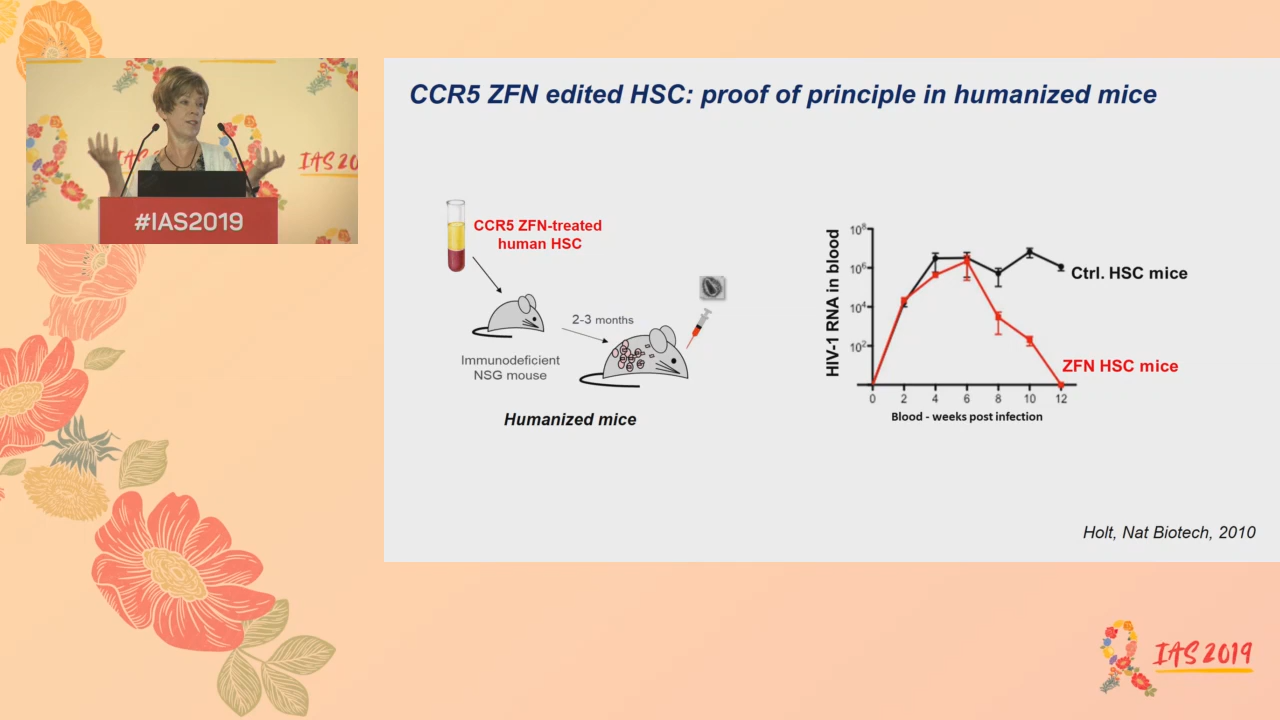 CCR5 ZFN edited HSC: proof of principle in humanized mice
IAS 20
#IAS2019
CCR5 ZFN-treated
human HSC
2-3 months
Immunodeficient
NSG mouse
Humanized mice
HIV-1 RNA in blood
10⁸
10⁶
10⁴
10²
0 2 4 6 8 10 12
Blood - weeks post infection
Ctrl. HSC mice
ZFN HSC mice
Holt, Nat Biotech, 2010
IAS 2019